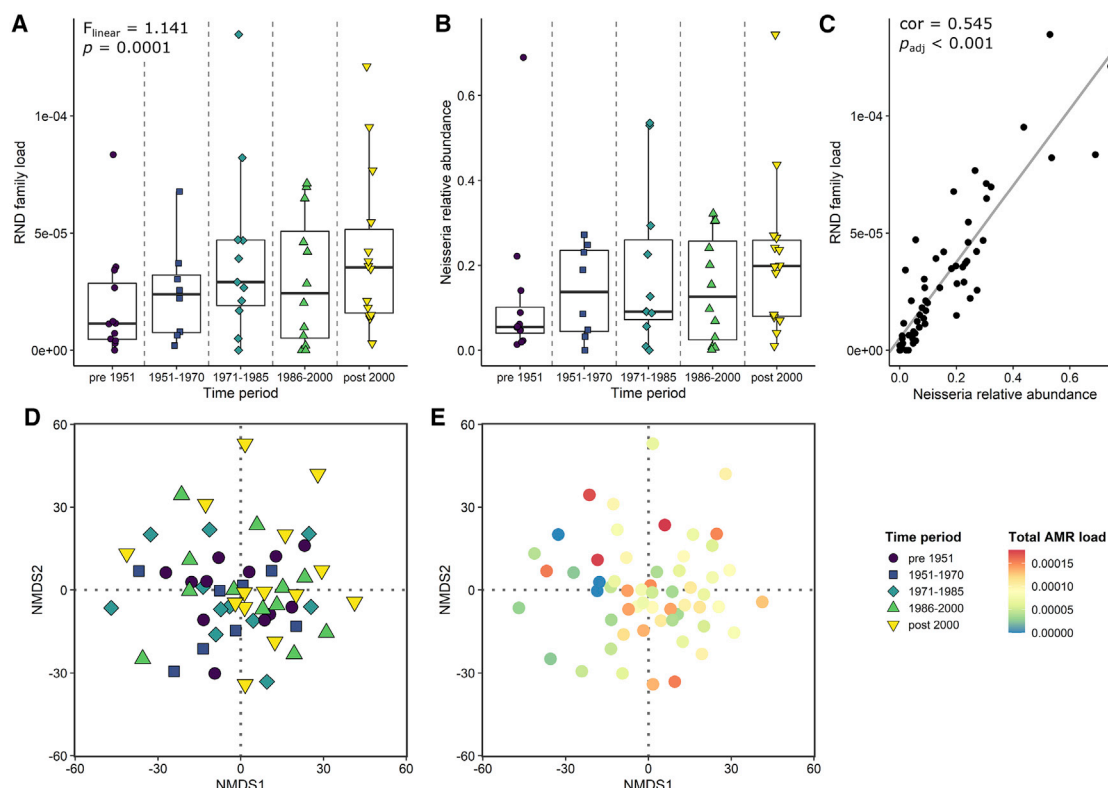 A
F linear = 1.141
p = 0.0001
RND family load
1e-04
5e-05
0e+00
pre 1951
1951-1970
1971-1985
1986-2000
post 2000
Time period
B
Neisseria relative abundance
0.6
0.4
0.2
0.0
pre 1951
1951-1970
1971-1985
1986-2000
post 2000
Time period
C
cor = 0.545
p adj < 0.001
RND family load
1e-04
5e-05
0e+00
0.0
0.2
0.4
0.6
Neisseria relative abundance
D
NMDS2
60
30
0
-30
-60
-60
-30
0
30
60
NMDS1
E
NMDS2
60
30
0
-30
-60
-60
-30
0
30
60
NMDS1
Time period
pre 1951
1951-1970
1971-1985
1986-2000
post 2000
Total AMR load
0.00015
0.00010
0.00005
0.00000